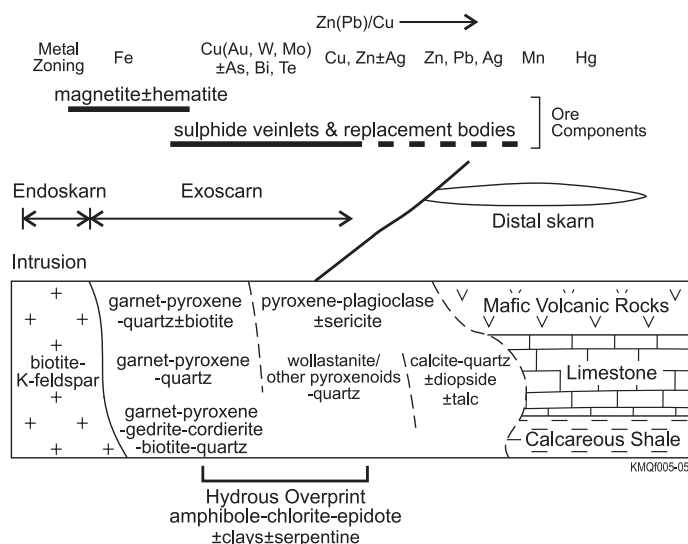 Zn(Pb)/Cu
Metal
Zoning
Fe
Cu(Au, W, Mo)
±As, Bi, Te
Cu, Zn±Ag
Zn, Pb, Ag
Mn
Hg
magnetite±hematite
sulphide veinlets & replacement bodies
Ore
Components
Endoskarn
Exoscarn
Distal skarn
Intrusion
biotite-
K-feldspar
garnet-pyroxene
-quartz±biotite
garnet-pyroxene
-quartz
garnet-pyroxene
-gedrite-cordierite
-biotite-quartz
pyroxene-plagioclase
±sericite
wollastanite/
other pyroxenoids
-quartz
calcite-quartz
±diopside
±talc
Mafic Volcanic Rocks
Limestone
Calcareous Shale
KMQf005-05
Hydrous Overprint
amphibole-chlorite-epidote
±clays±serpentine